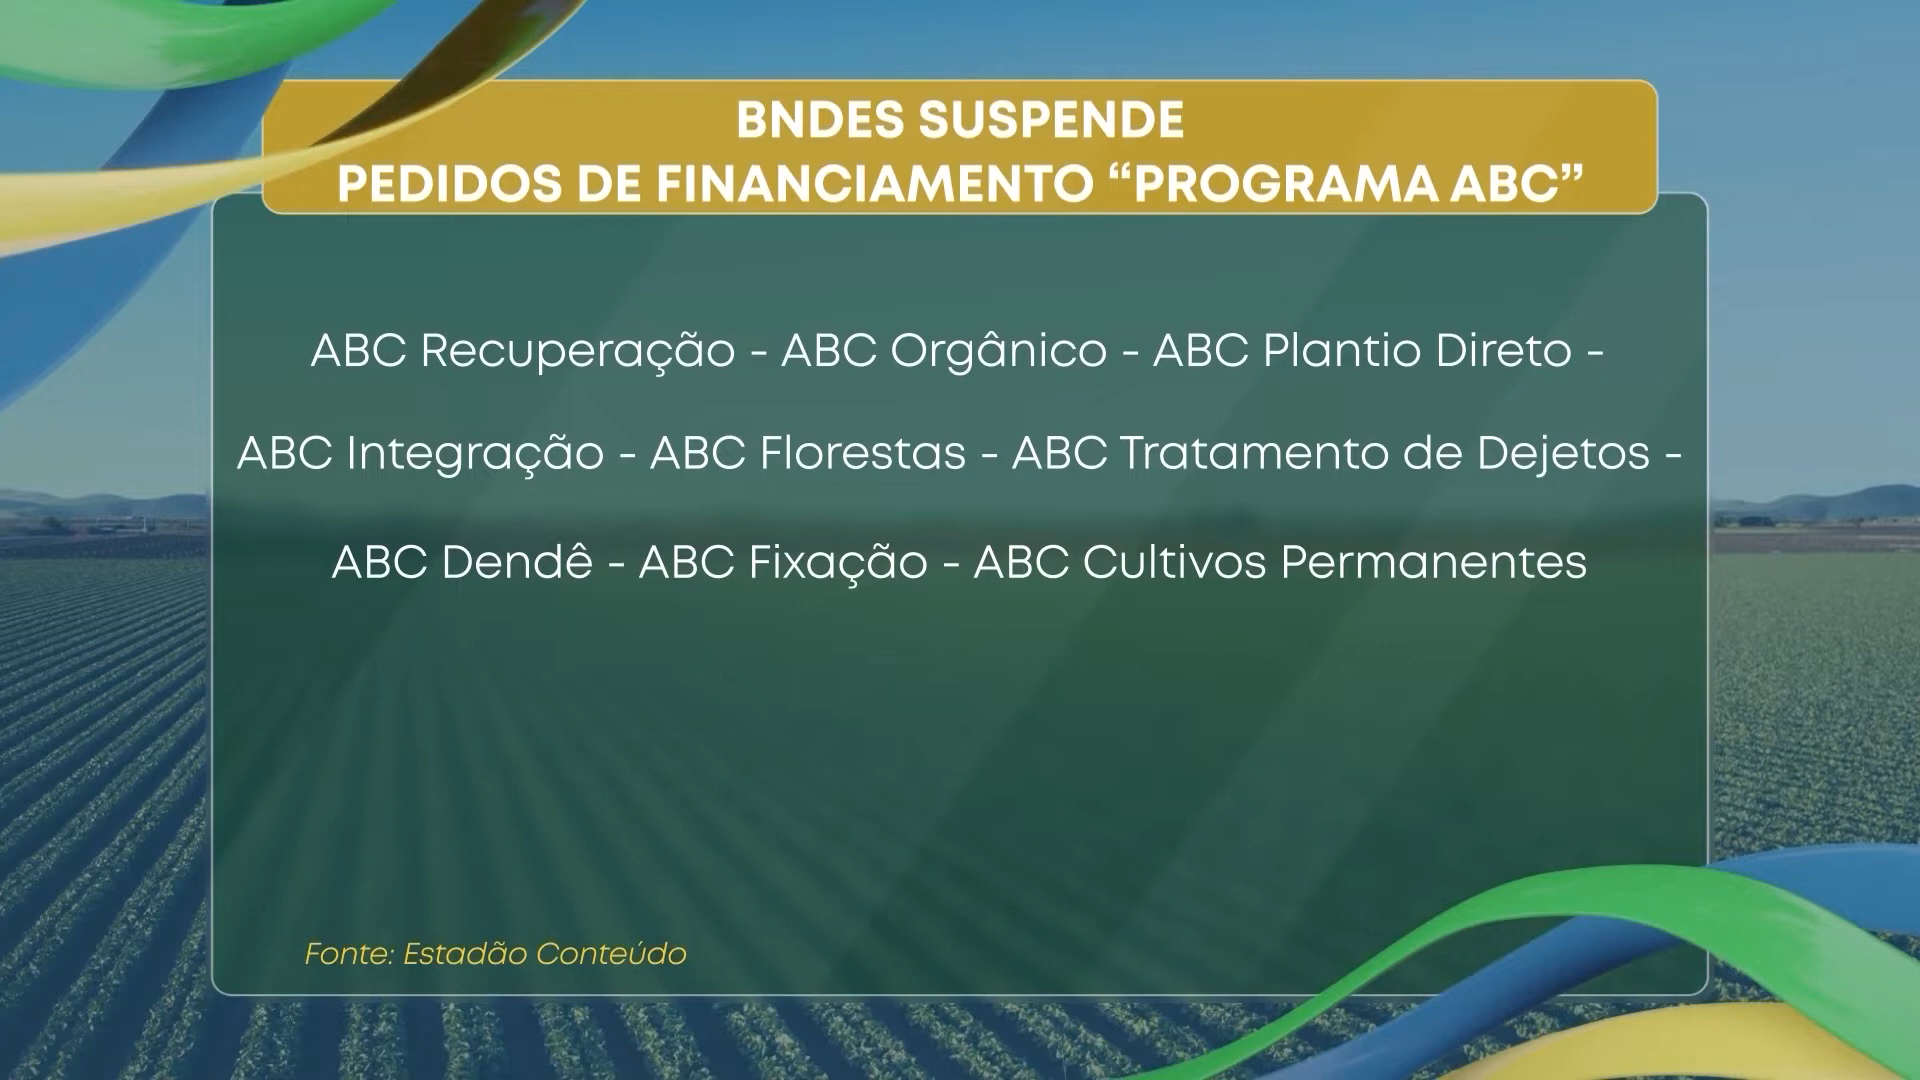 BNDES SUSPENDE
PEDIDOS DE FINANCIAMENTO “PROGRAMA ABC”
ABC Recuperação - ABC Orgânico - ABC Plantio Direto -
ABC Integração - ABC Florestas - ABC Tratamento de Dejetos -
ABC Dendê - ABC Fixação - ABC Cultivos Permanentes
Fonte: Estadão Conteúdo